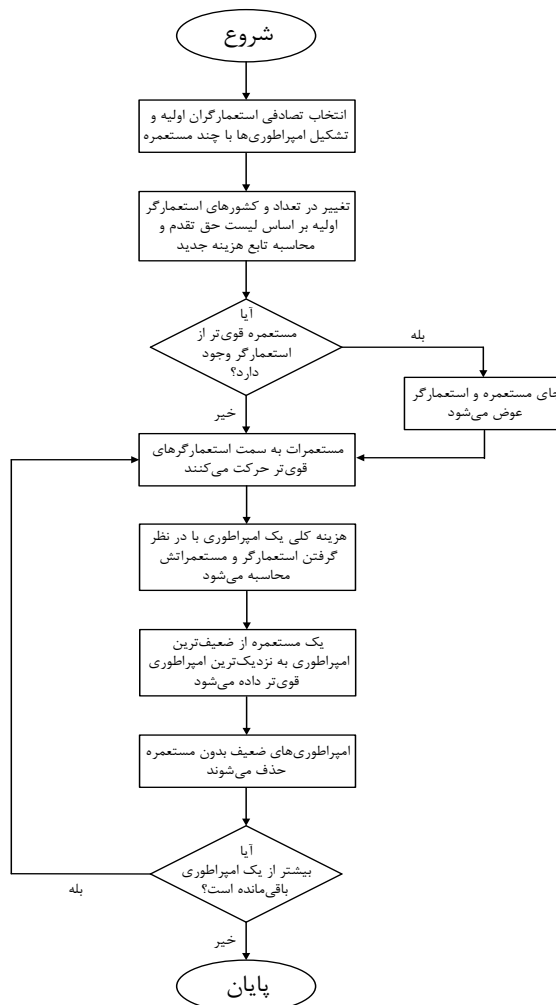 شروع
انتخاب تصادفی استعمارگران اولیه و
تشکیل امپراطوری‌ها با چند مستعمره
تغییر در تعداد و کشورهای استعمارگر
اولیه بر اساس لیست حق تقدم و
محاسبه تابع هزینه جدید
آیا
مستعمره قوی‌تر از
استعمارگر وجود
دارد؟
بله
جای مستعمره و استعمارگر
عوض می‌شود
خیر
مستعمرات به سمت استعمارگرهای
قوی‌تر حرکت می‌کنند
هزینه کلی یک امپراطوری با در نظر
گرفتن استعمارگر و مستعمراتش
محاسبه می‌شود
یک مستعمره از ضعیف‌ترین
امپراطوری به نزدیک‌ترین امپراطوری
قوی‌تر داده می‌شود
امپراطوری‌های ضعیف بدون مستعمره
حذف می‌شوند
آیا
بیشتر از یک امپراطوری
باقی‌مانده است؟
بله
خیر
پایان